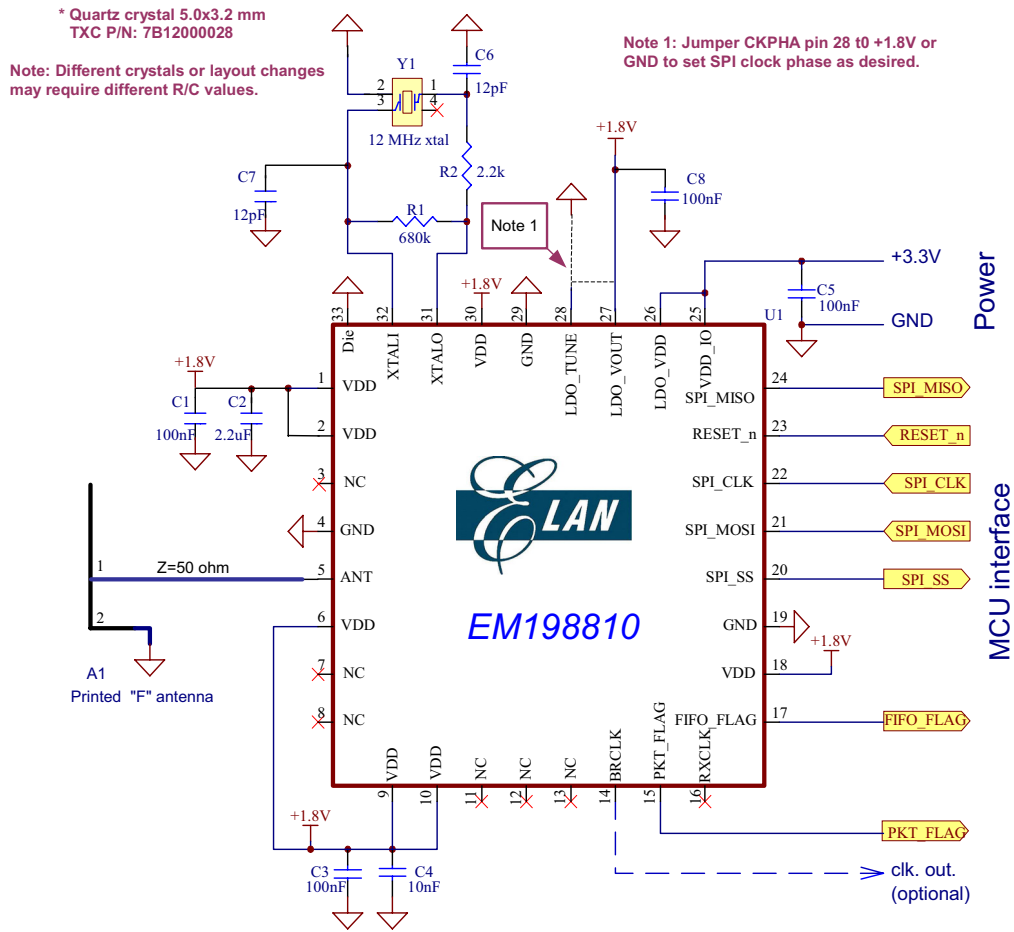 * Quartz crystal 5.0x3.2 mm
TXC P/N: 7B12000028
Note: Different crystals or layout changes
may require different R/C values.
Note 1: Jumper CKPHA pin 28 t0 +1.8V or
GND to set SPI clock phase as desired.
Y1
2
1
3
4
12 MHz xtal
C6
12pF
R2
2.2k
C7
12pF
R1
680k
Note 1
+1.8V
C8
100nF
+3.3V
C5
100nF
GND
Power
+1.8V
33
32
31
30
29
28
27
26
25
U1
Die
XTALI
XTALO
VDD
GND
LDO_TUNE
LDO_VOUT
LDO_VDD
VDD_IO
+1.8V
C1
100nF
C2
2.2uF
1
VDD
2
VDD
3
NC
4
GND
5
ANT
6
VDD
7
NC
8
NC
Z=50 ohm
1
2
A1
Printed "F" antenna
ELAN
EM198810
SPI_MISO
24
SPI_MISO
RESET_n
23
RESET_n
SPI_CLK
22
SPI_CLK
SPI_MOSI
21
SPI_MOSI
SPI_SS
20
SPI_SS
GND
19
+1.8V
VDD
18
FIFO_FLAG
17
FIFO_FLAG
MCU interface
VDD
VDD
NC
NC
NC
BRCLK
PKT_FLAG
RXCLK
9
10
11
12
13
14
15
16
+1.8V
C3
100nF
C4
10nF
PKT_FLAG
clk. out.
(optional)